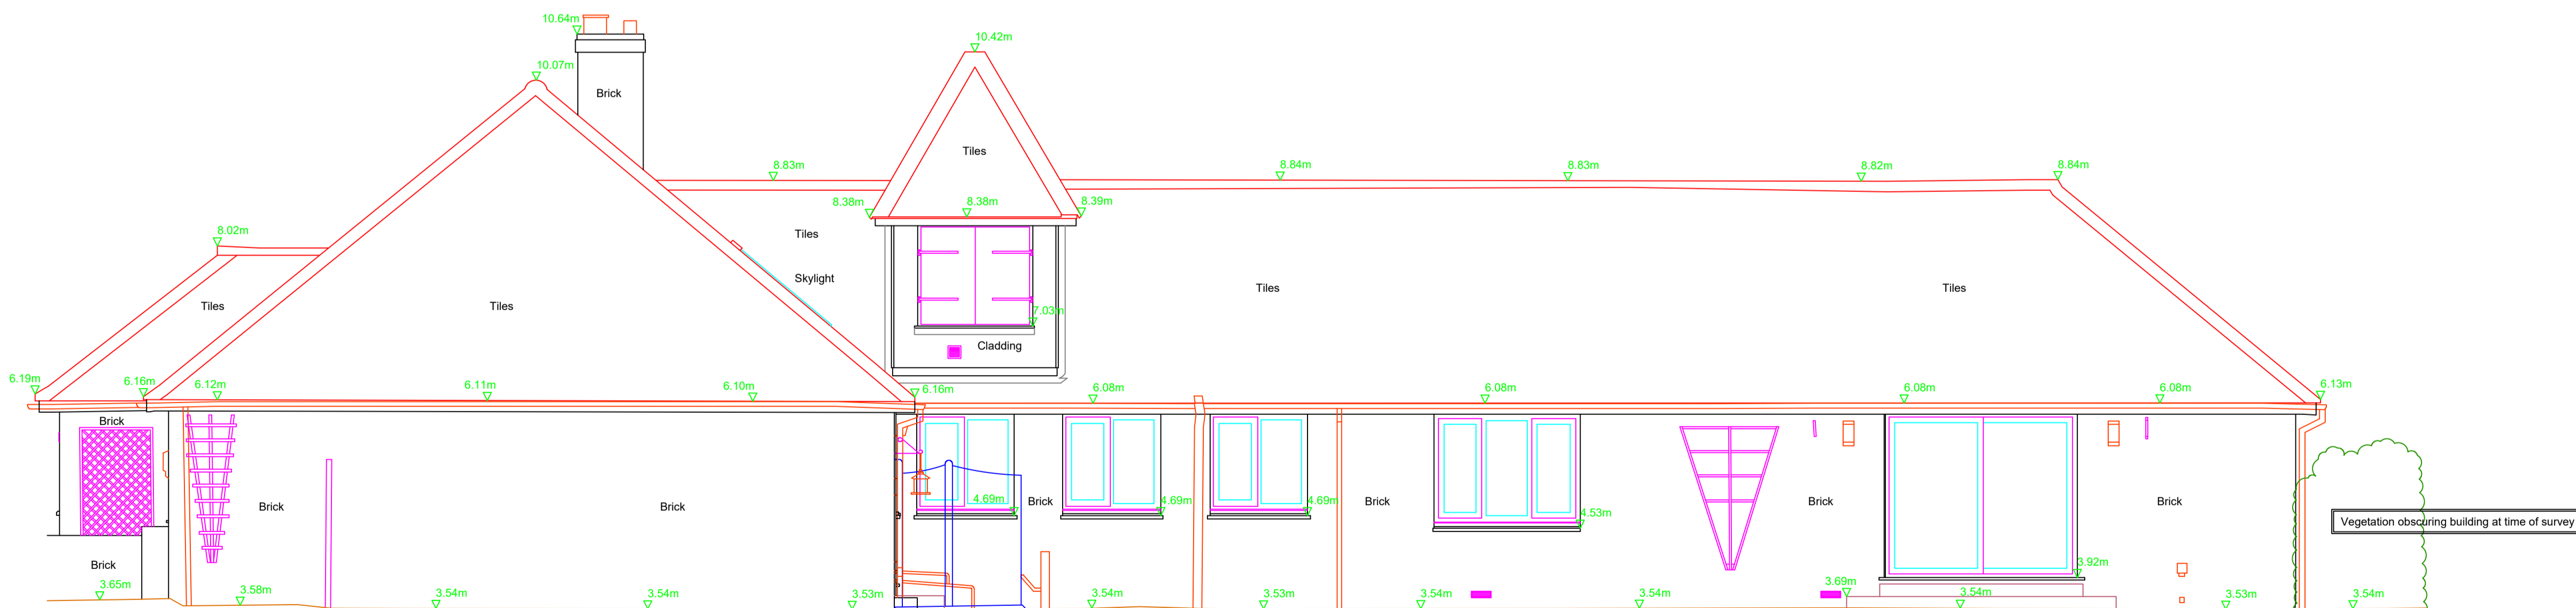 10.64m
10.42m
10.07m
Brick
Tiles
8.83m
8.84m
8.83m
8.82m
8.84m
8.38m
8.38m
8.39m
8.02m
Tiles
Skylight
Tiles
Tiles
Tiles
Tiles
7.03m
Cladding
6.19m
6.16m
6.12m
6.11m
6.10m
6.16m
6.08m
6.08m
6.08m
6.08m
6.13m
Brick
4.69m
4.69m
4.69m
4.53m
Brick
Brick
Brick
Brick
Brick
Brick
Vegetation obscuring building at time of survey
Brick
3.92m
3.65m
3.58m
3.54m
3.54m
3.53m
3.54m
3.53m
3.54m
3.54m
3.69m
3.54m
3.53m
3.54m